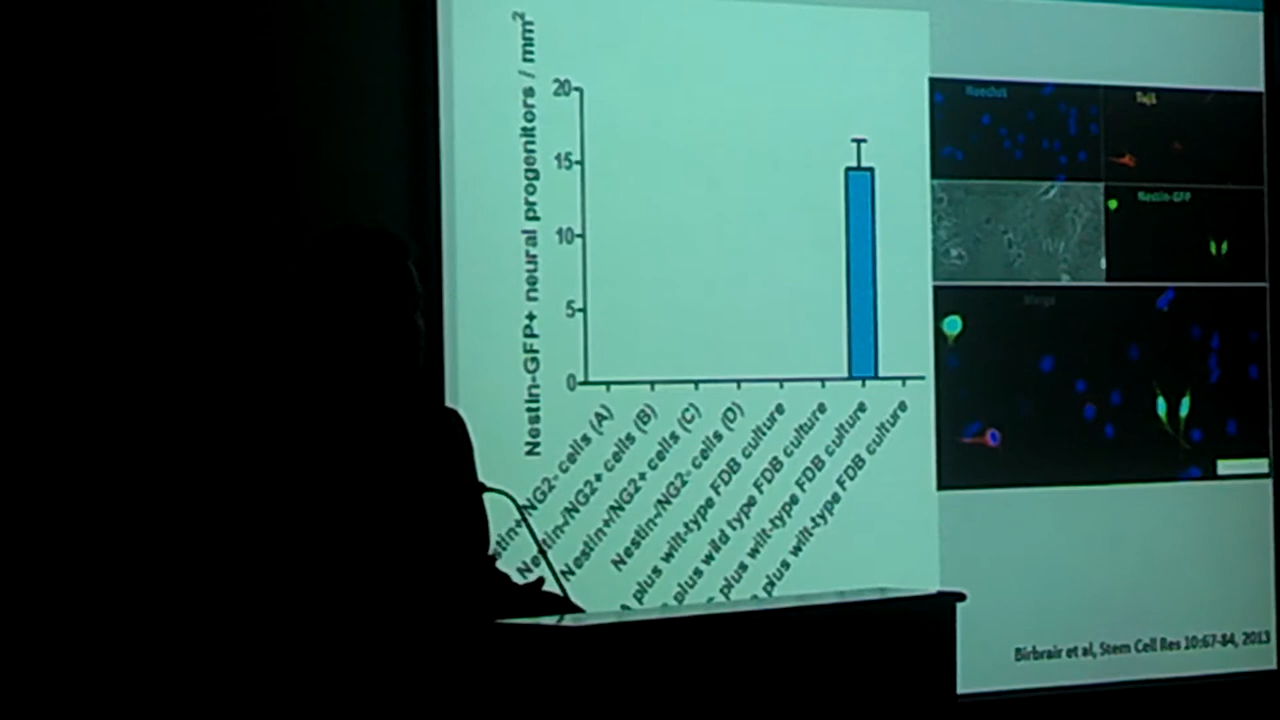 Nestin-GFP+ neural progenitors / mm²
20
15
10
5
0
stin+/NG2- cells (A)
Nestin-/NG2+ cells (B)
Nestin+/NG2+ cells (C)
Nestin-/NG2- cells (D)
A plus wilt-type FDB culture
plus wild type FDB culture
plus wilt-type FDB culture
plus wilt-type FDB culture
Hoechst
Tuj1
Nestin-GFP
Merge
Birbrair et al, Stem Cell Res 10:67-84, 2013